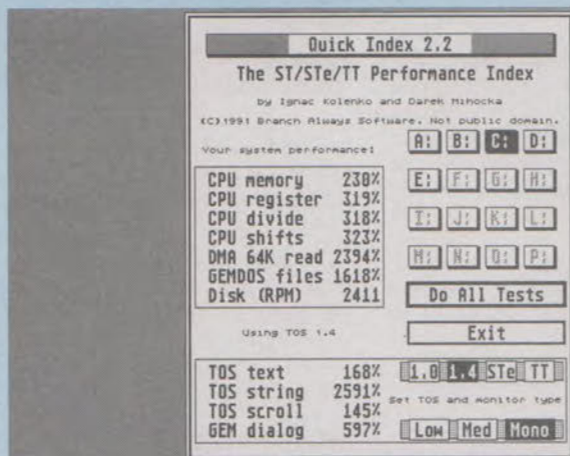 Quick Index 2.2
The ST/STe/TT Performance Index
by Ignac Kolenko and Darek Mihocka
(C)1991 Branch Always Software. Not public domain.
Your system performance:
A: B: C: D:
E: F: G: H:
I: J: K: L:
M: N: O: P:
CPU memory 238%
CPU register 319%
CPU divide 318%
CPU shifts 323%
DMA 64K read 2394%
GEMDOS files 1618%
Disk (RPM) 2411
Do All Tests
Using TOS 1.4
Exit
TOS text 168%
TOS string 2591%
TOS scroll 145%
GEM dialog 597%
1.0 1.4 STe TT
Set TOS and monitor type
Low Med Mono